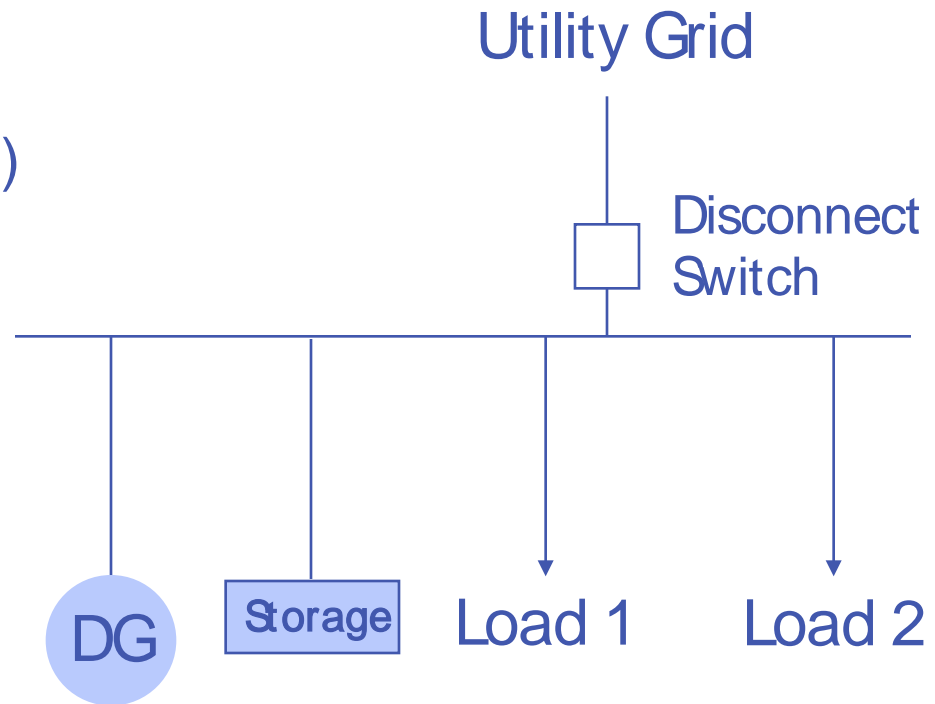 Utility Grid
)
Disconnect
Switch
DG
Storage
Load 1
Load 2